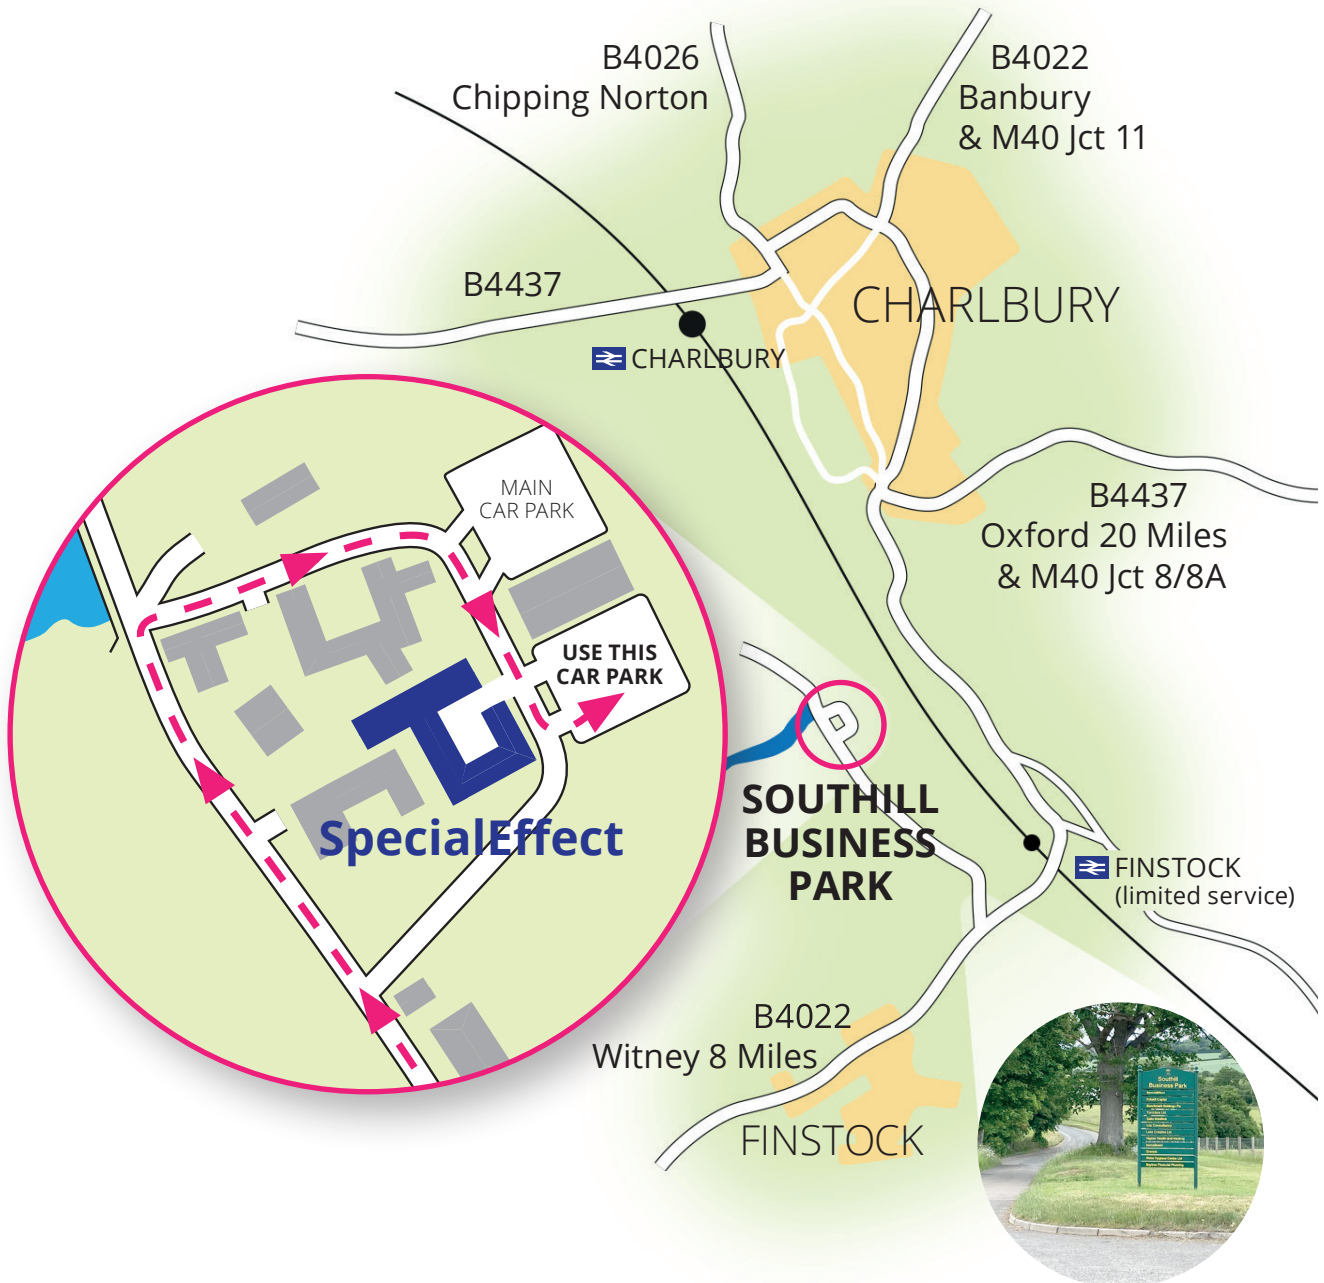 B4026
Chipping Norton
B4022
Banbury
& M40 Jct 11
B4437
CHARLBURY
CHARLBURY
MAIN
CAR PARK
B4437
Oxford 20 Miles
& M40 Jct 8/8A
USE THIS
CAR PARK
SOUTHILL
BUSINESS
PARK
SpecialEffect
FINSTOCK
(limited service)
B4022
Witney 8 Miles
FINSTOCK
Southill
Business Park